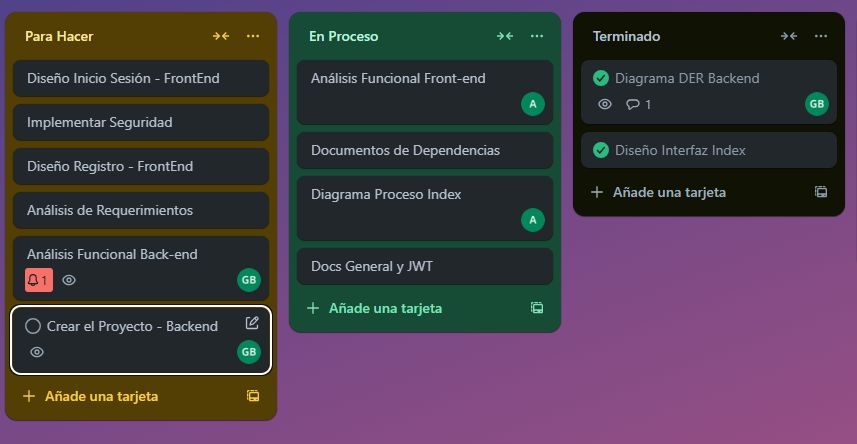 Para Hacer
Diseño Inicio Sesión - FrontEnd
Implementar Seguridad
Diseño Registro - FrontEnd
Análisis de Requerimientos
Análisis Funcional Back-end
1
GB
Crear el Proyecto - Backend
GB
Añade una tarjeta
En Proceso
Análisis Funcional Front-end
A
Documentos de Dependencias
Diagrama Proceso Index
A
Docs General y JWT
Añade una tarjeta
Terminado
Diagrama DER Backend
1
GB
Diseño Interfaz Index
Añade una tarjeta